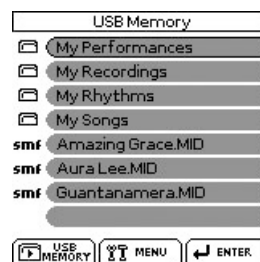 USB Memory
My Performances
My Recordings
My Rhythms
My Songs
smf Amazing Grace.MID
smf Aura Lee.MID
smf Guantanamera.MID
USB MEMORY MENU ENTER